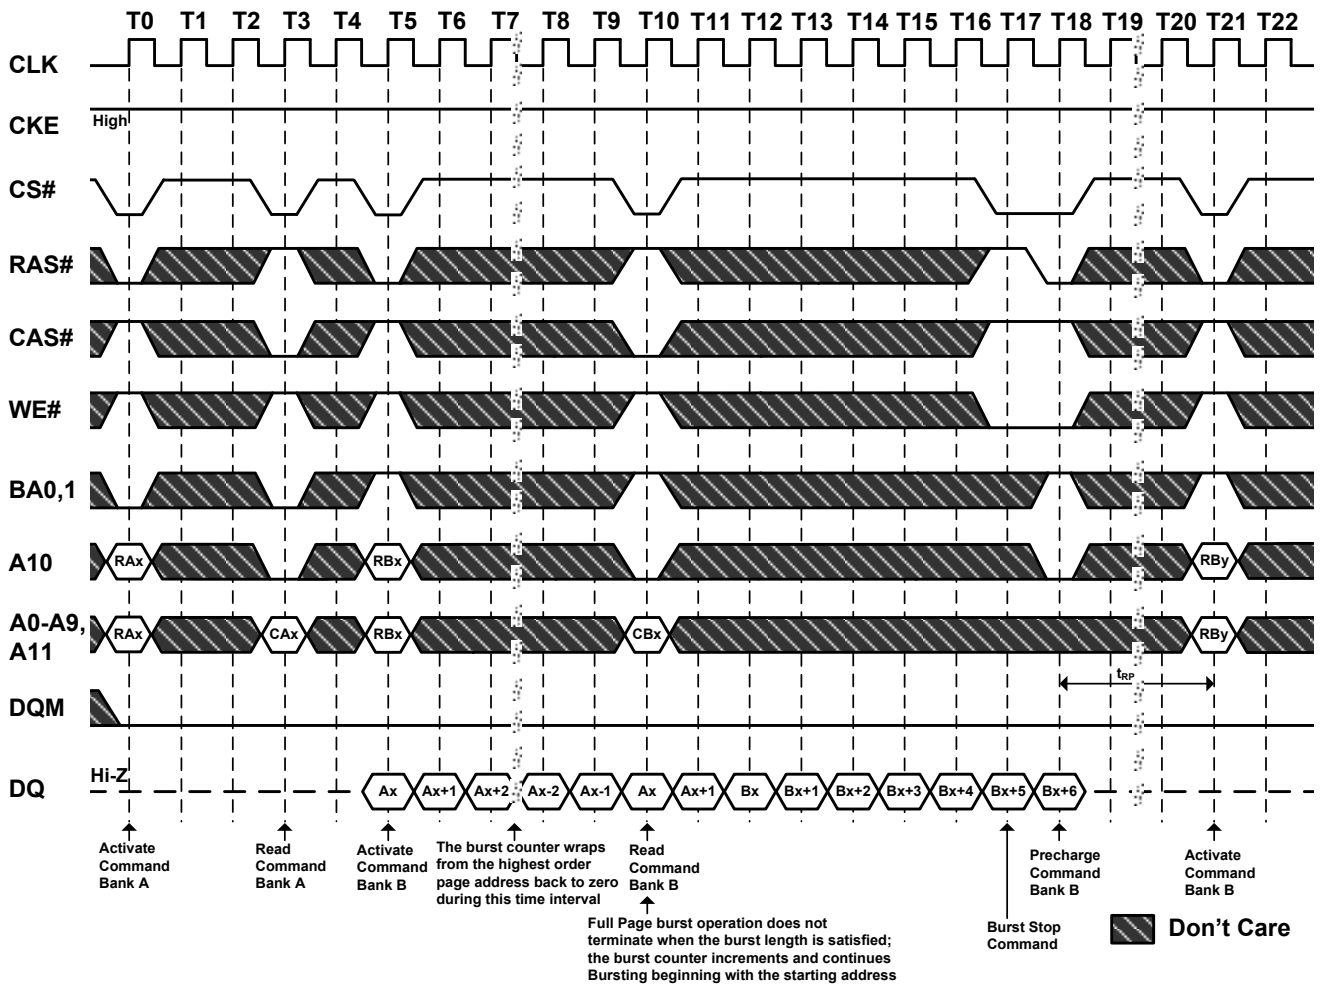 T0 T1 T2 T3 T4 T5 T6 T7 T8 T9 T10 T11 T12 T13 T14 T15 T16 T17 T18 T19 T20 T21 T22
CLK
CKE
High
CS#
RAS#
CAS#
WE#
BA0,1
A10
RAx RBx RBy
A0-A9,
A11
RAx CAx RBx CBx RBy
tRP
DQM
DQ
Hi-Z
Ax Ax+1 Ax+2 Ax-2 Ax-1 Ax Ax+1 Bx Bx+1 Bx+2 Bx+3 Bx+4 Bx+5 Bx+6
Activate
Command
Bank A
Read
Command
Bank A
Activate
Command
Bank B
The burst counter wraps
from the highest order
page address back to zero
during this time interval
Read
Command
Bank B
Full Page burst operation does not
terminate when the burst length is satisfied;
the burst counter increments and continues
Bursting beginning with the starting address
Burst Stop
Command
Precharge
Command
Bank B
Activate
Command
Bank B
Don't Care